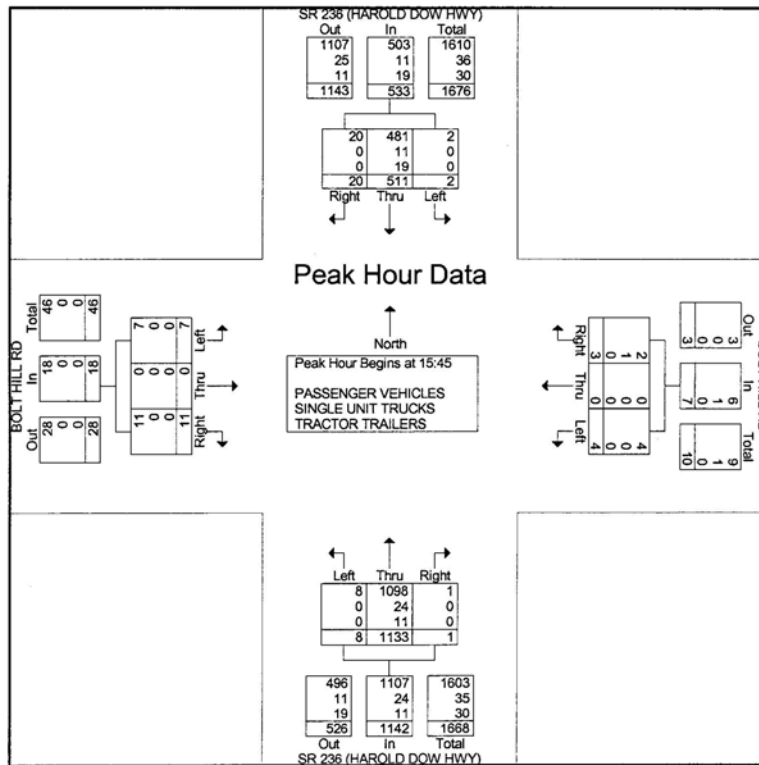 SR 236 (HAROLD DOW HWY)
Out In Total
1107 503 1610
25 11 36
11 19 30
1143 533 1676
20 481 2
0 11 0
0 19 0
20 511 2
Right Thru Left
Peak Hour Data
North
Peak Hour Begins at 15:45
PASSENGER VEHICLES
SINGLE UNIT TRUCKS
TRACTOR TRAILERS
BOLT HILL RD
Total
46 0 0 46
In
18 0 0 18
Out
28 0 0 28
Left
7 0 0 7
Thru
0 0 0 0
Right
11 0 0 11
Right
2 1 0 3
Thru
0 0 0 0
Left
4 0 0 4
Out
3 0 0 3
In
6 1 0 7
Total
9 1 0 10
Left Thru Right
8 1098 1
0 24 0
0 11 0
8 1133 1
496 1107 1603
11 24 35
19 11 30
526 1142 1668
Out In Total
SR 236 (HAROLD DOW HWY)